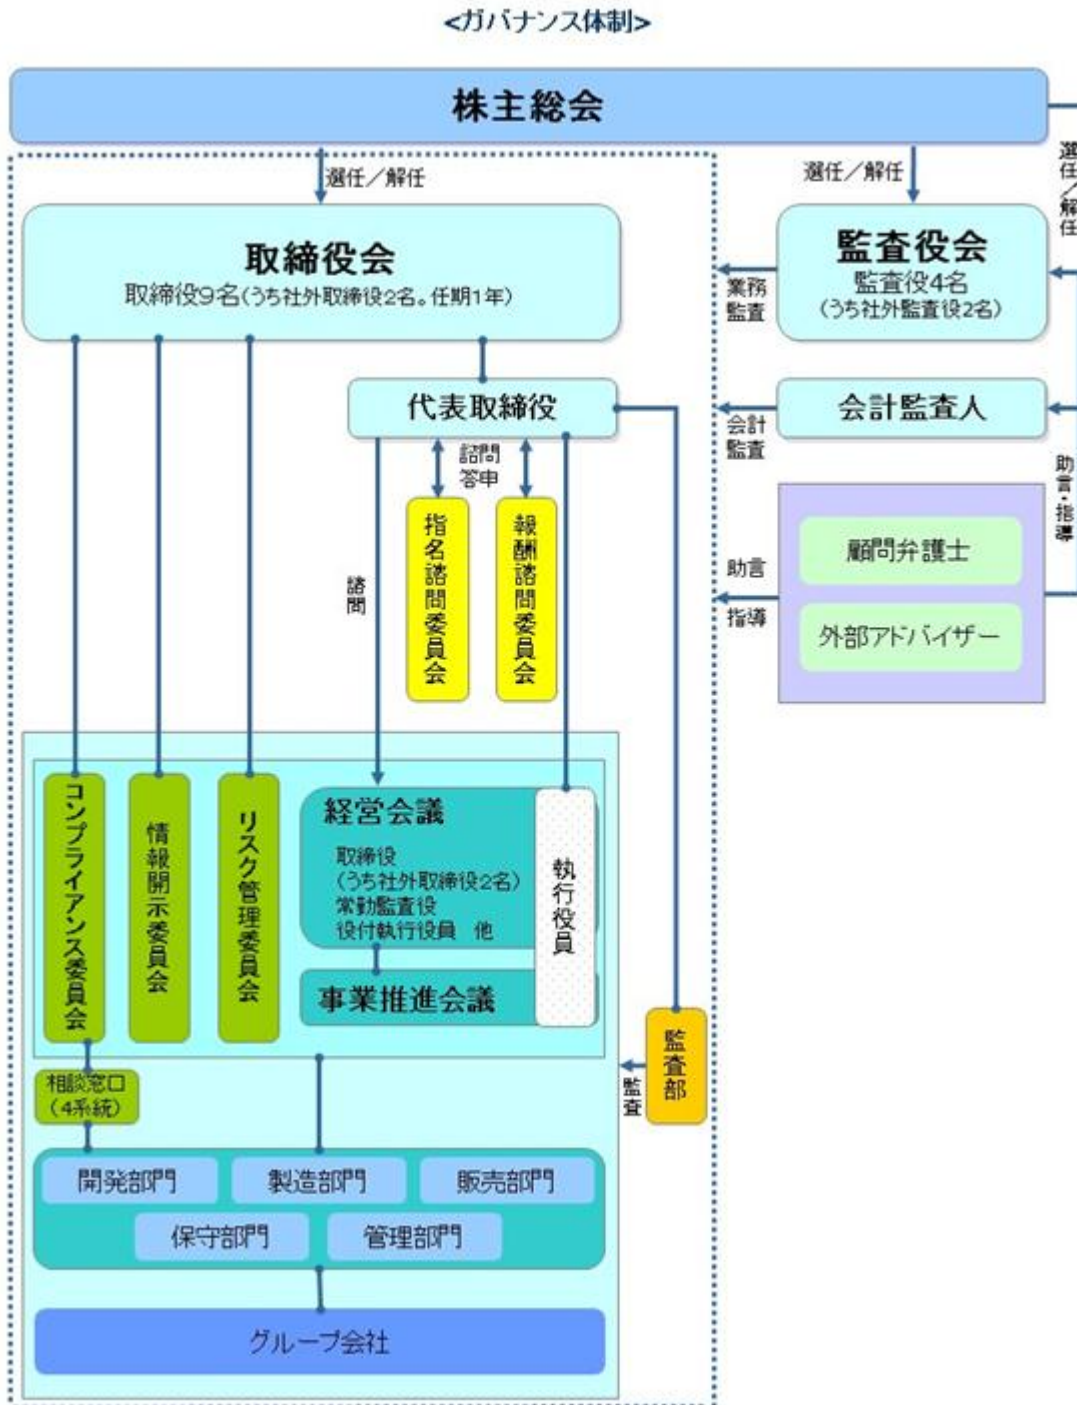 <ガバナンス体制>
株主総会
選任／解任
選任／解任
選任／解任
取締役会
取締役9名(うち社外取締役2名。任期1年)
監査役会
監査役4名
(うち社外監査役2名)
業務
監査
代表取締役
会計監査人
会計
監査
諮問
答申
助言・指導
指名諮問委員会
報酬諮問委員会
諮問
顧問弁護士
外部アドバイザー
助言
指導
コンプライアンス委員会
情報開示委員会
リスク管理委員会
経営会議
取締役
(うち社外取締役2名)
常勤監査役
役付執行役員　他
執行役員
事業推進会議
監査部
監査
相談窓口
(4系統)
開発部門
製造部門
販売部門
保守部門
管理部門
グループ会社